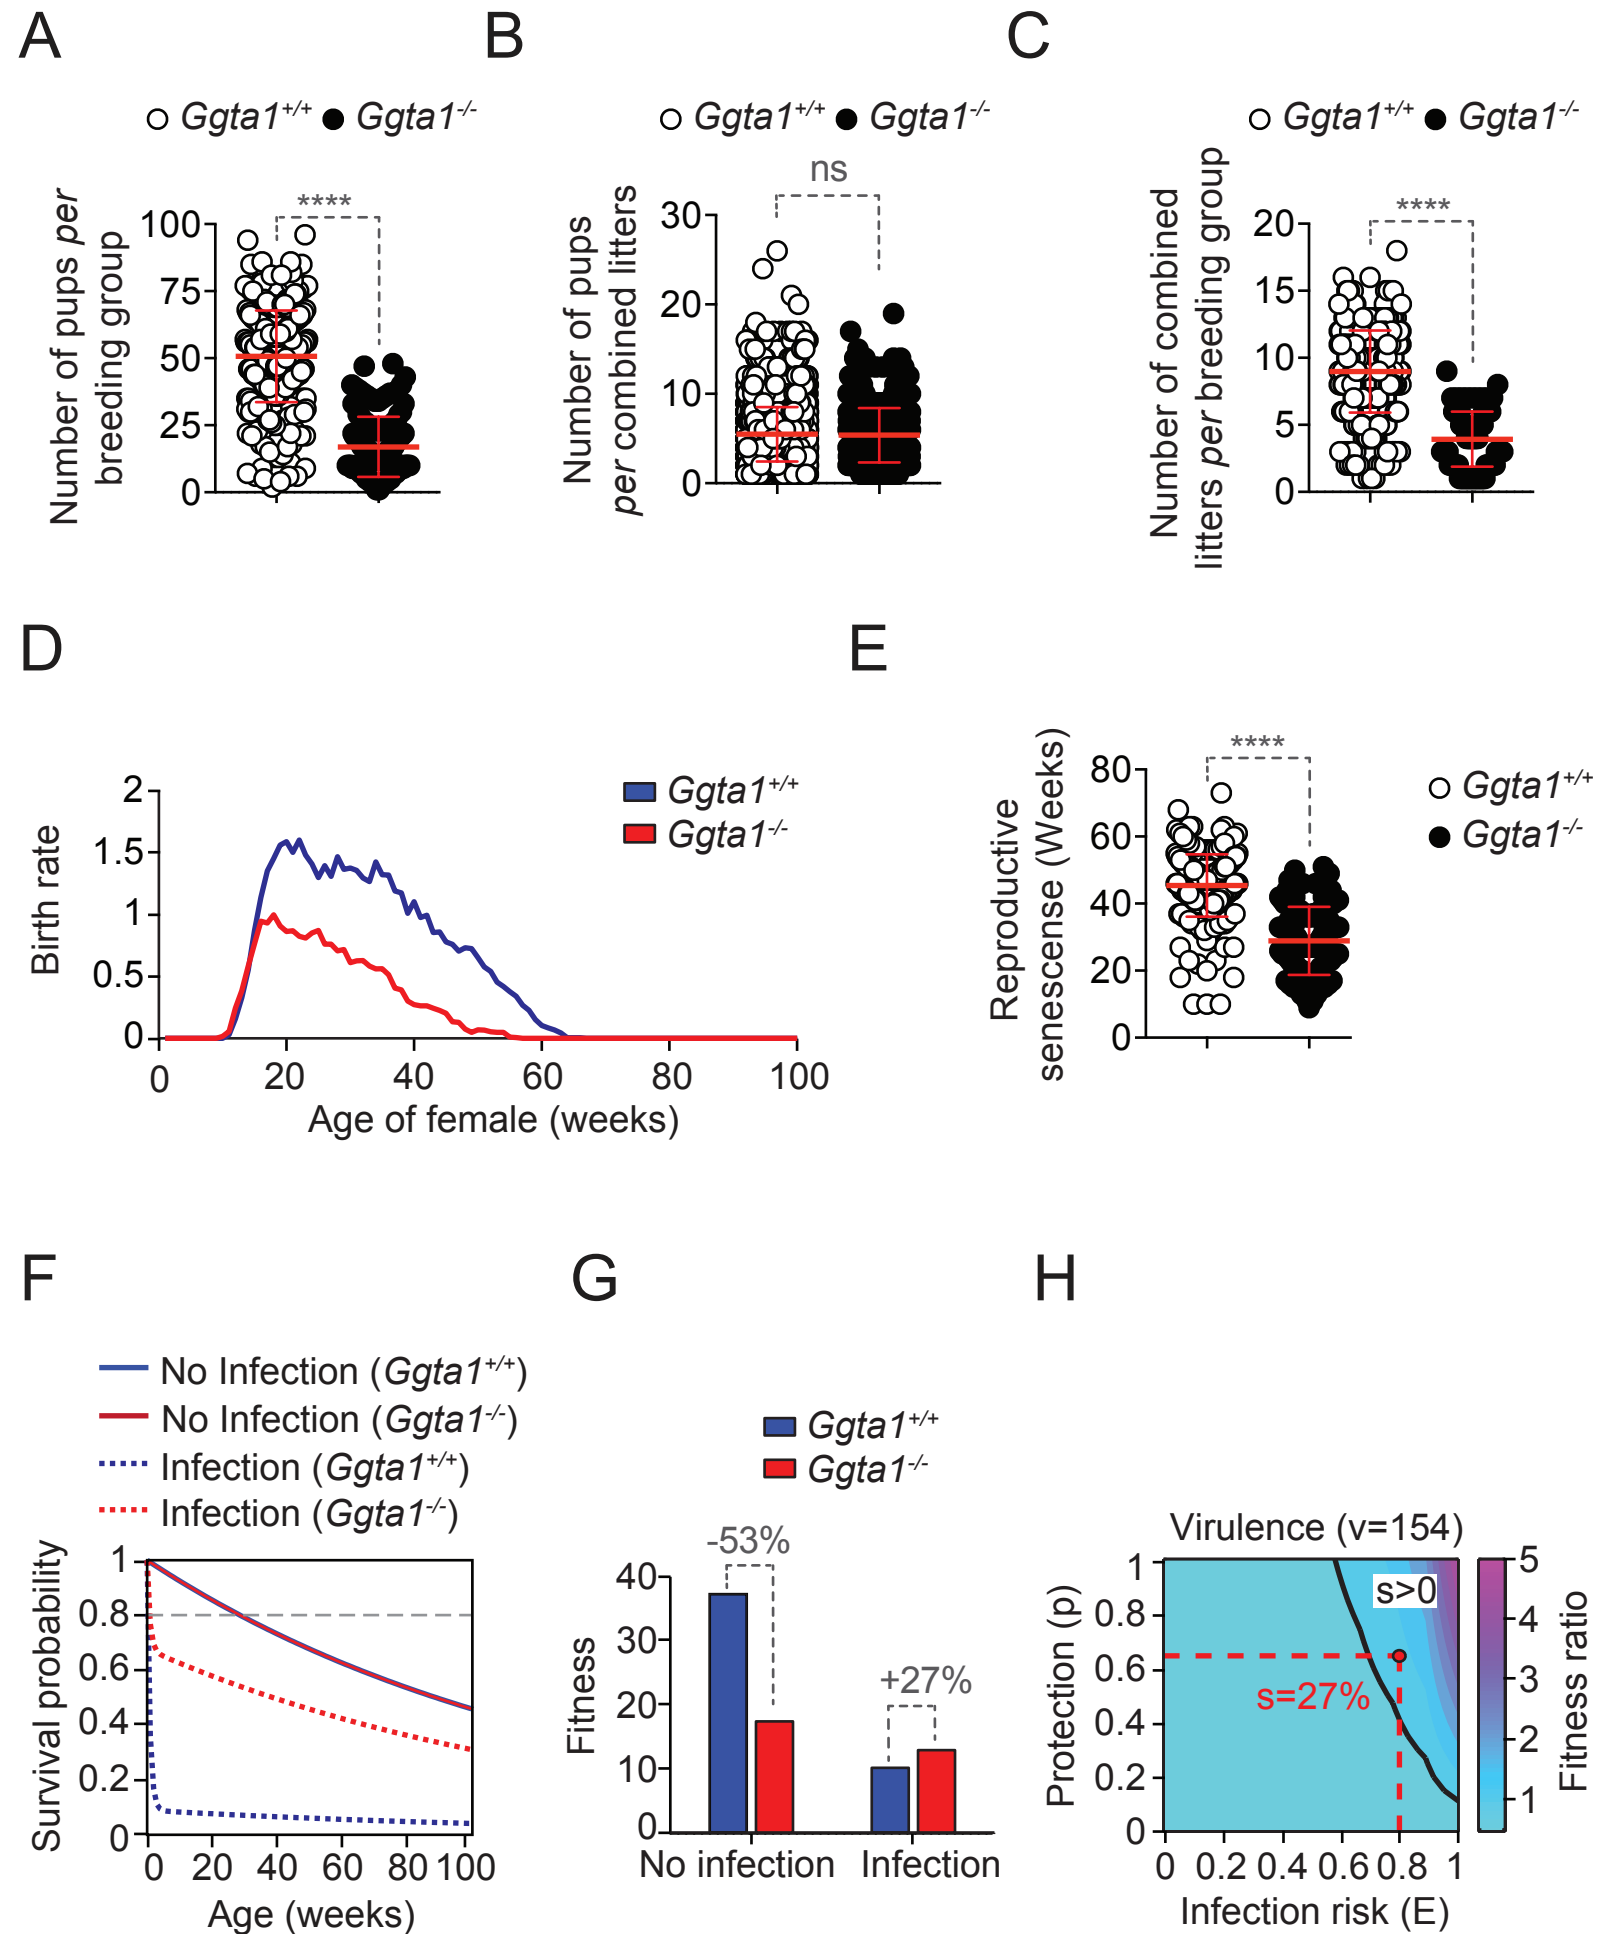 A
Ggta1+/+ Ggta1-/-
Number of pups per
breeding group
100
75
50
25
0
****
B
Ggta1+/+ Ggta1-/-
Number of pups
per combined litters
30
20
10
0
ns
C
Ggta1+/+ Ggta1-/-
Number of combined
litters per breeding group
20
15
10
5
0
****
D
Birth rate
2
1.5
1
0.5
0
0 20 40 60 80 100
Age of female (weeks)
Ggta1+/+
Ggta1-/-
E
Reproductive
senescense (Weeks)
80
60
40
20
0
****
Ggta1+/+
Ggta1-/-
F
No Infection (Ggta1+/+)
No Infection (Ggta1-/-)
Infection (Ggta1+/+)
Infection (Ggta1-/-)
Survival probability
1
0.8
0.6
0.4
0.2
0
0 20 40 60 80 100
Age (weeks)
G
Ggta1+/+
Ggta1-/-
Fitness
40
30
20
10
0
-53%
+27%
No infection Infection
H
Virulence (v=154)
Protection (p)
1
0.8
0.6
0.4
0.2
0
s>0
s=27%
0 0.2 0.4 0.6 0.8 1
Infection risk (E)
5
4
3
2
1
Fitness ratio